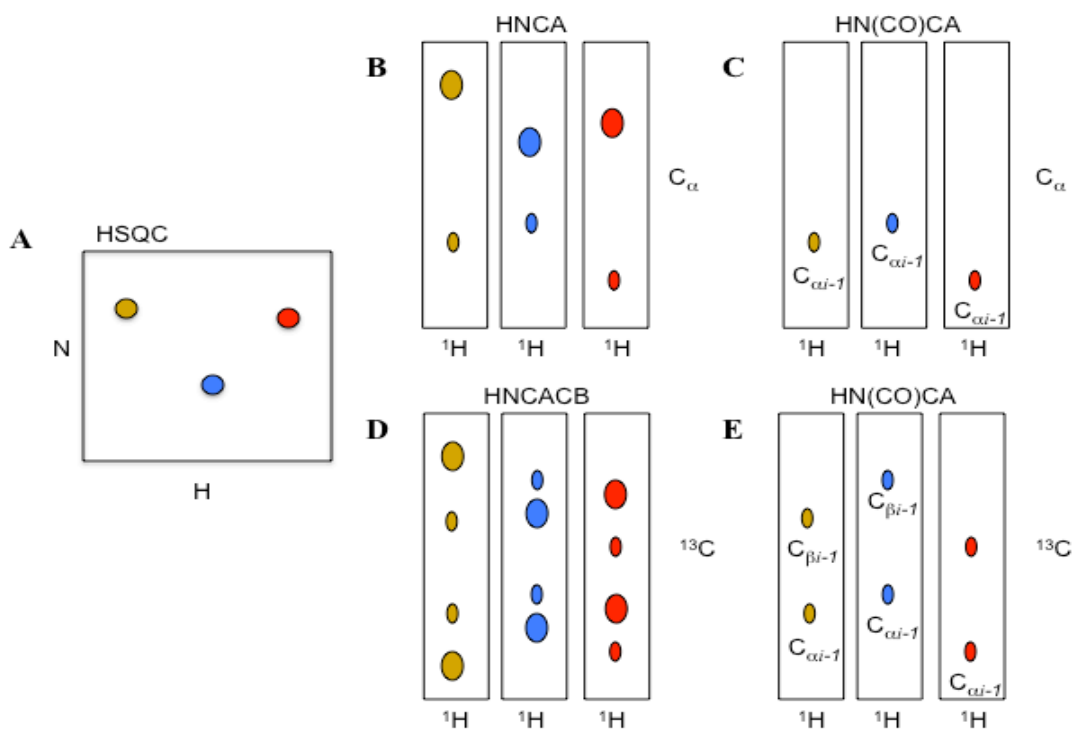 HNCA
HN(CO)CA
B
C
Cα
Cα
A
HSQC
N
Cαi-1
Cαi-1
Cαi-1
¹H ¹H ¹H
¹H ¹H ¹H
H
HNCACB
HN(CO)CA
D
E
Cβi-1
Cβi-1
¹³C
¹³C
Cαi-1
Cαi-1
Cαi-1
¹H ¹H ¹H
¹H ¹H ¹H